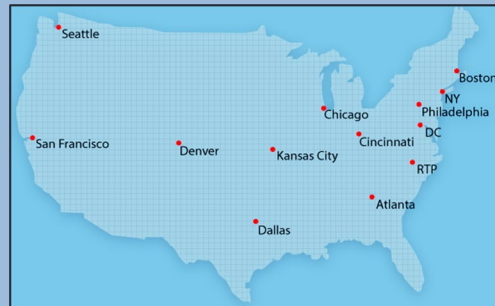 Seattle
Boston
NY
Philadelphia
Chicago
DC
Cincinnati
San Francisco
Denver
Kansas City
RTP
Atlanta
Dallas